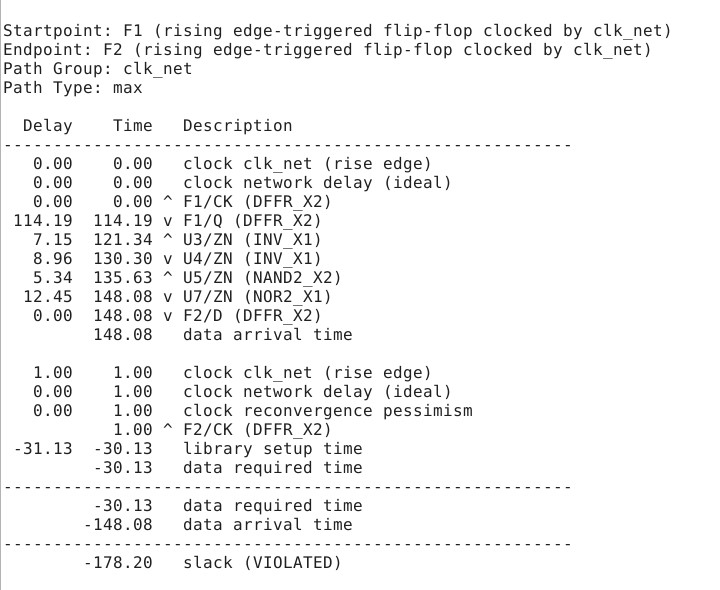 Startpoint: F1 (rising edge-triggered flip-flop clocked by clk_net)
Endpoint: F2 (rising edge-triggered flip-flop clocked by clk_net)
Path Group: clk_net
Path Type: max

  Delay    Time   Description
---------------------------------------------------------
   0.00    0.00   clock clk_net (rise edge)
   0.00    0.00   clock network delay (ideal)
   0.00    0.00 ^ F1/CK (DFFR_X2)
 114.19  114.19 v F1/Q (DFFR_X2)
   7.15  121.34 ^ U3/ZN (INV_X1)
   8.96  130.30 v U4/ZN (INV_X1)
   5.34  135.63 ^ U5/ZN (NAND2_X2)
  12.45  148.08 v U7/ZN (NOR2_X1)
   0.00  148.08 v F2/D (DFFR_X2)
         148.08   data arrival time

   1.00    1.00   clock clk_net (rise edge)
   0.00    1.00   clock network delay (ideal)
   0.00    1.00   clock reconvergence pessimism
           1.00 ^ F2/CK (DFFR_X2)
 -31.13  -30.13   library setup time
         -30.13   data required time
---------------------------------------------------------
         -30.13   data required time
        -148.08   data arrival time
---------------------------------------------------------
        -178.20   slack (VIOLATED)